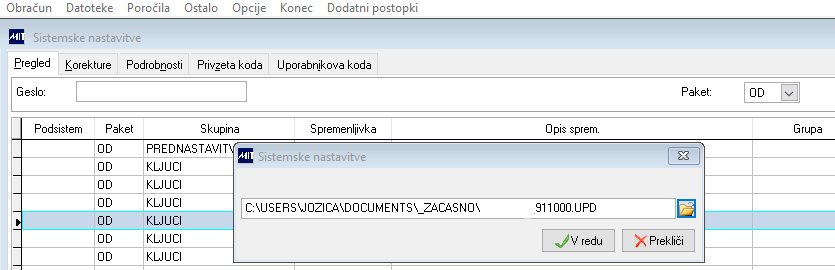 Obračun Datoteke Poročila Ostalo Opcije Konec Dodatni postopki
MIT Sistemske nastavitve
Pregled Korekture Podrobnosti Privzeta koda Uporabnikova koda
Geslo: Paket: OD
Podsistem Paket Skupina Spremenljivka Opis sprem. Grupa
OD PREDNASTAVITV
MIT Sistemske nastavitve
OD KLJUCI
OD KLJUCI
OD KLJUCI
C:\USERS\JOZICA\DOCUMENTS\_ZACASNO\ 911000.UPD
OD KLJUCI
OD KLJUCI
V redu Prekliči
OD KLJUCI